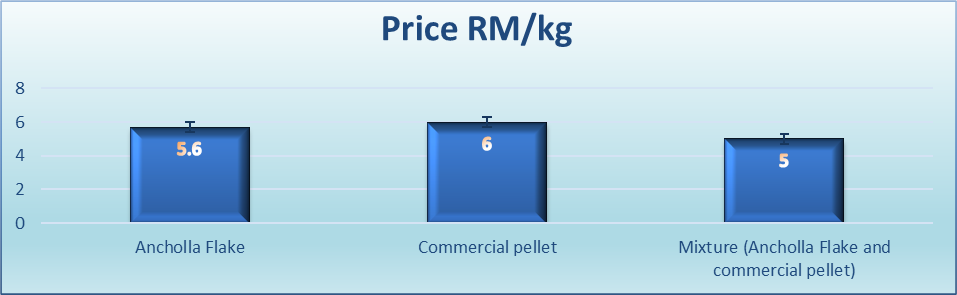 Price RM/kg
8
6
4
2
0
5.6
6
5
Ancholla Flake
Commercial pellet
Mixture (Ancholla Flake and
commercial pellet)